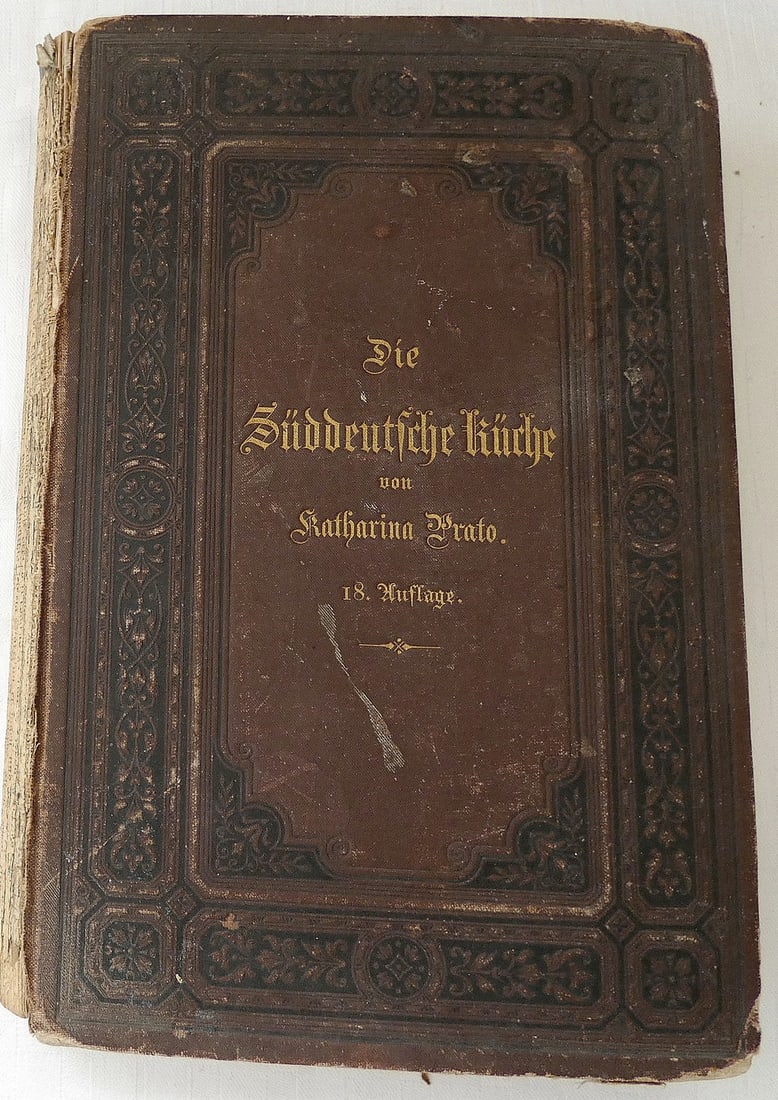 Die
Süddeutsche Küche
von
Katharina Prato.
18. Auflage.